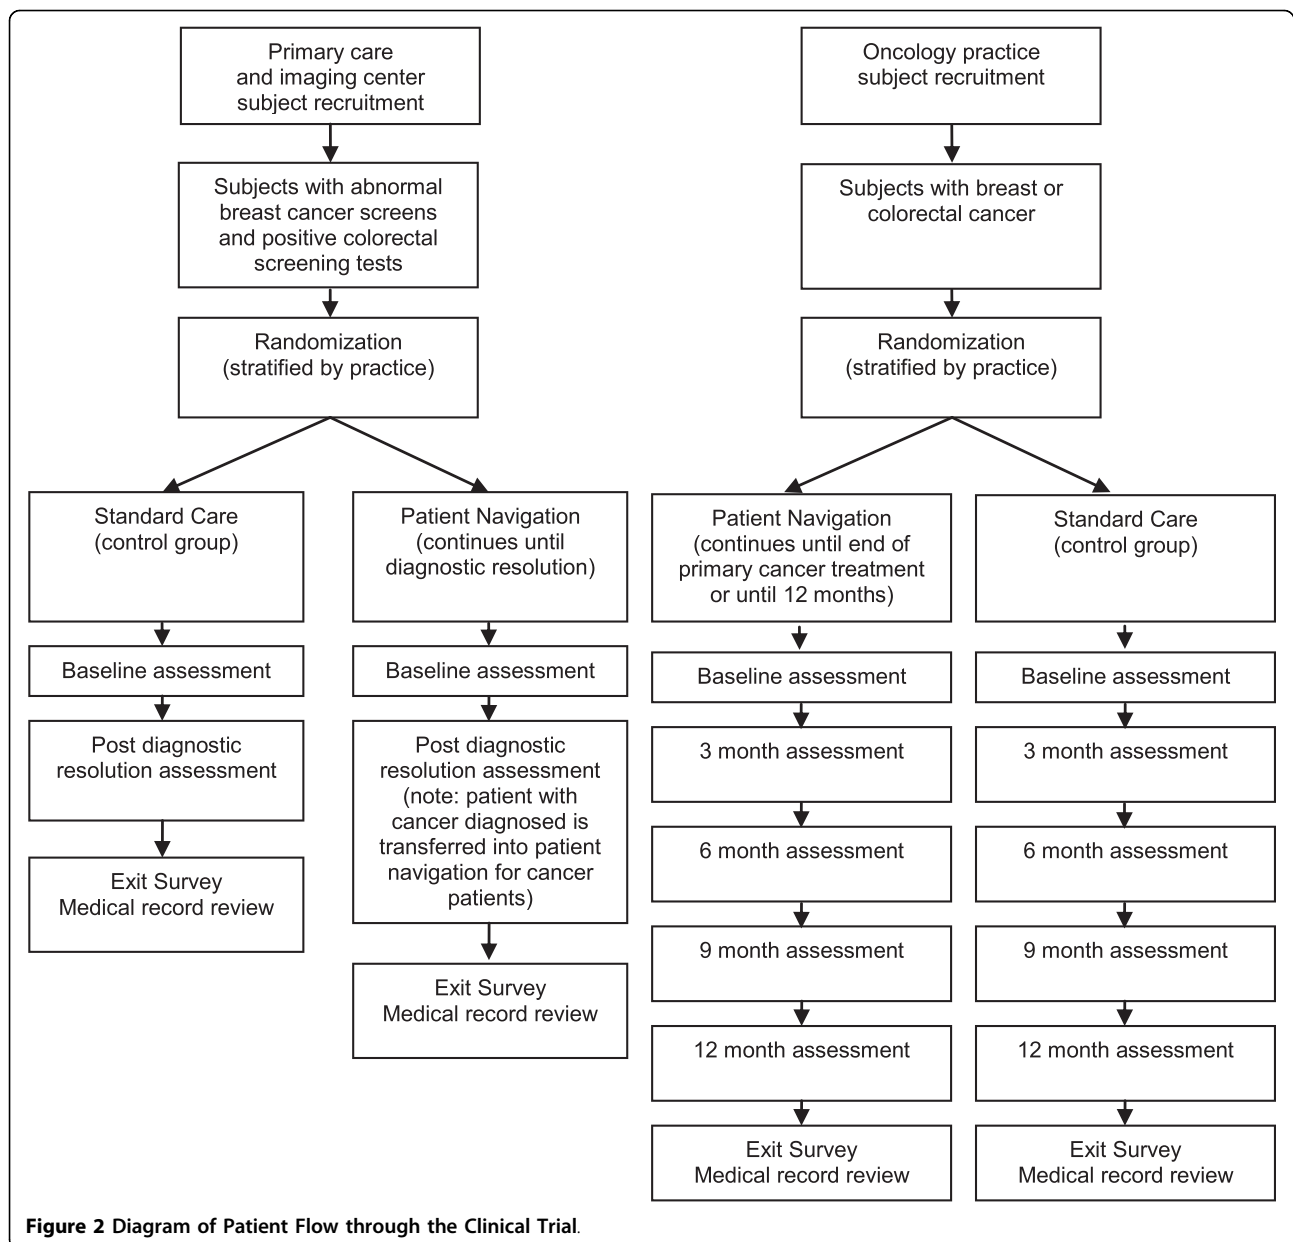 Primary care
and imaging center
subject recruitment
Subjects with abnormal
breast cancer screens
and positive colorectal
screening tests
Randomization
(stratified by practice)
Standard Care
(control group)
Baseline assessment
Post diagnostic
resolution assessment
Exit Survey
Medical record review
Patient Navigation
(continues until
diagnostic resolution)
Baseline assessment
Post diagnostic
resolution assessment
(note: patient with
cancer diagnosed is
transferred into patient
navigation for cancer
patients)
Exit Survey
Medical record review
Oncology practice
subject recruitment
Subjects with breast or
colorectal cancer
Randomization
(stratified by practice)
Patient Navigation
(continues until end of
primary cancer treatment
or until 12 months)
Baseline assessment
3 month assessment
6 month assessment
9 month assessment
12 month assessment
Exit Survey
Medical record review
Standard Care
(control group)
Baseline assessment
3 month assessment
6 month assessment
9 month assessment
12 month assessment
Exit Survey
Medical record review
Figure 2 Diagram of Patient Flow through the Clinical Trial.